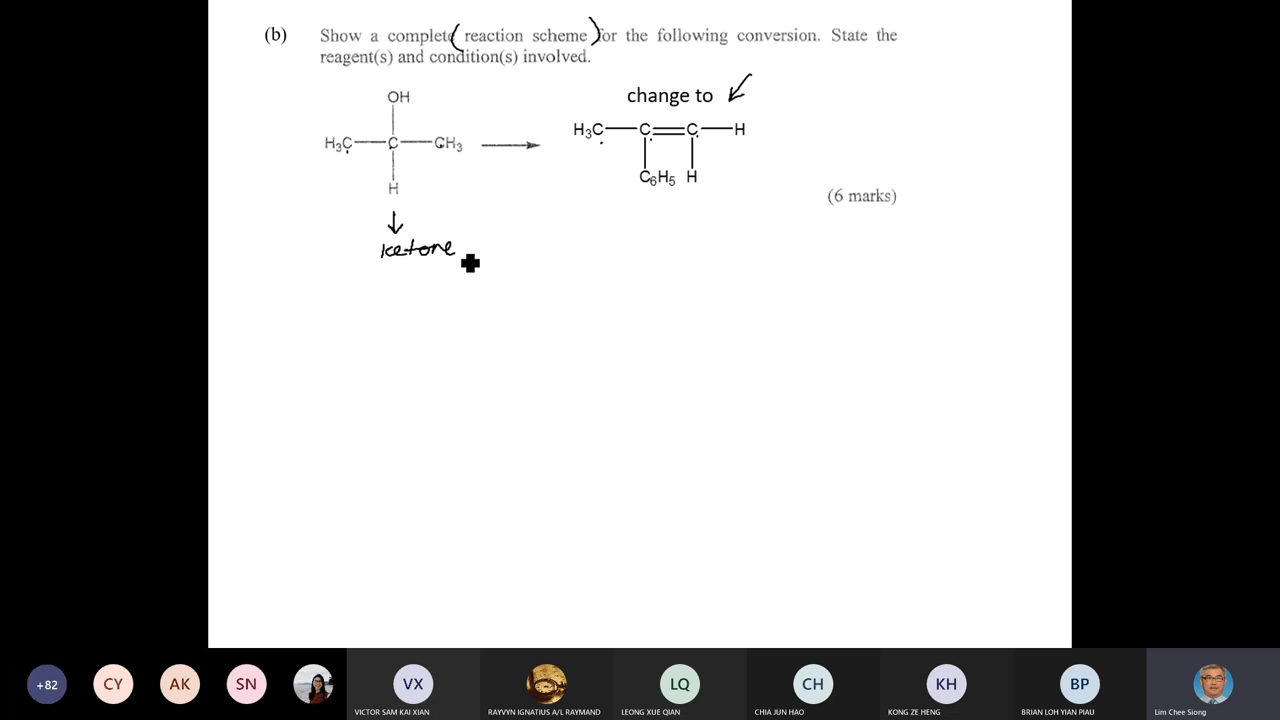 (b) Show a complete (reaction scheme) for the following conversion. State the
reagent(s) and condition(s) involved.
change to
OH
H3C C CH3
H
H3C C C H
C6H5 H
(6 marks)
ketone
+82
CY
AK
SN
VX
LQ
CH
KH
BP
VICTOR SAM KAI XIAN
RAYVYN IGNATIUS A/L RAYMAND
LEONG XUE QIAN
CHIA JUN HAO
KONG ZE HENG
BRIAN LOH YIAN PIAU
Lim Chee Siong